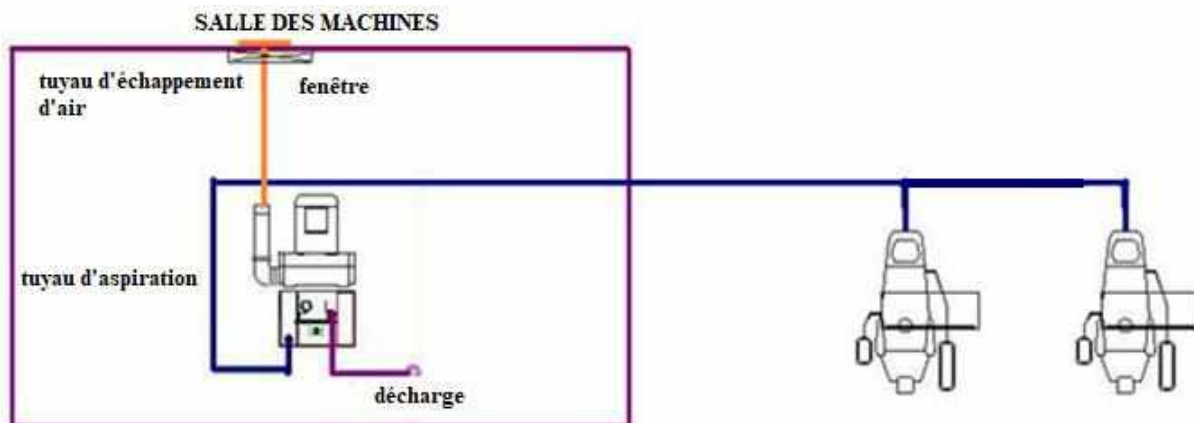 SALLE DES MACHINES
tuyau d'échappement
d'air
fenêtre
tuyau d'aspiration
décharge